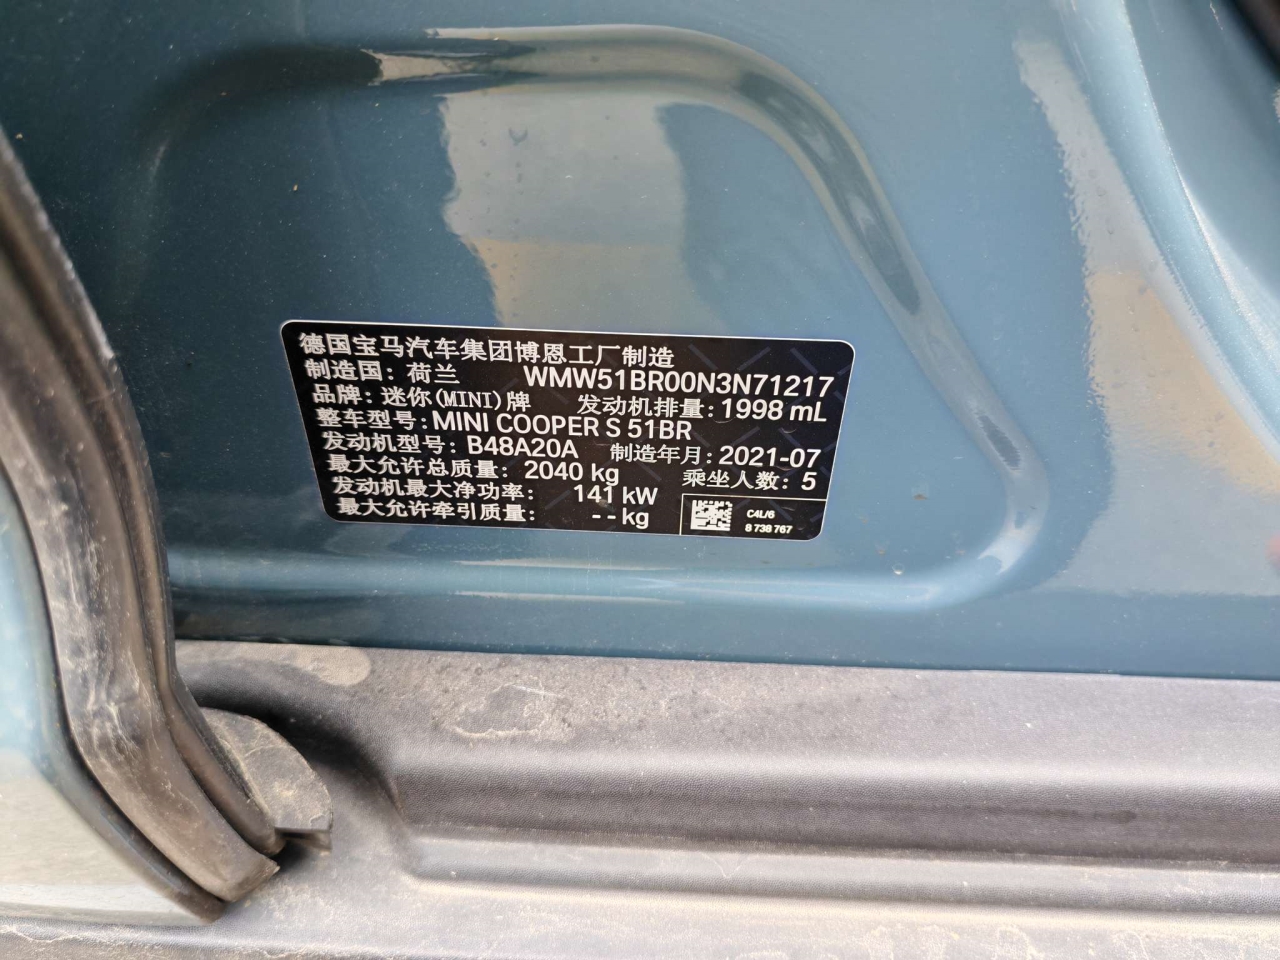 德国宝马汽车集团博恩工厂制造
制造国：荷兰 WMW51BR00N3N71217
品牌：迷你(MINI)牌 发动机排量：1998 mL
整车型号：MINI COOPER S 51BR
发动机型号：B48A20A 制造年月：2021-07
最大允许总质量：2040 kg 乘坐人数：5
发动机最大净功率：141 kW
最大允许牵引质量：--kg
C4L/6
8 738 767